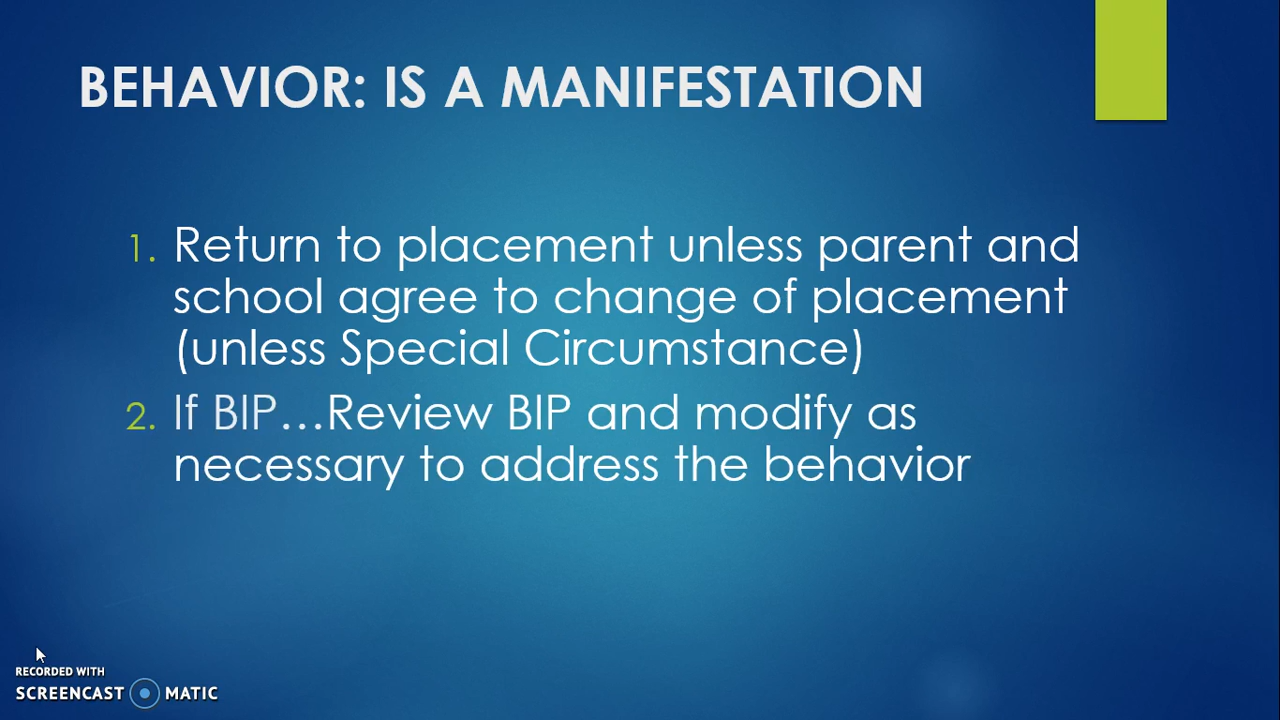 BEHAVIOR: IS A MANIFESTATION
1. Return to placement unless parent and
school agree to change of placement
(unless Special Circumstance)
2. If BIP…Review BIP and modify as
necessary to address the behavior
RECORDED WITH
SCREENCAST MATIC